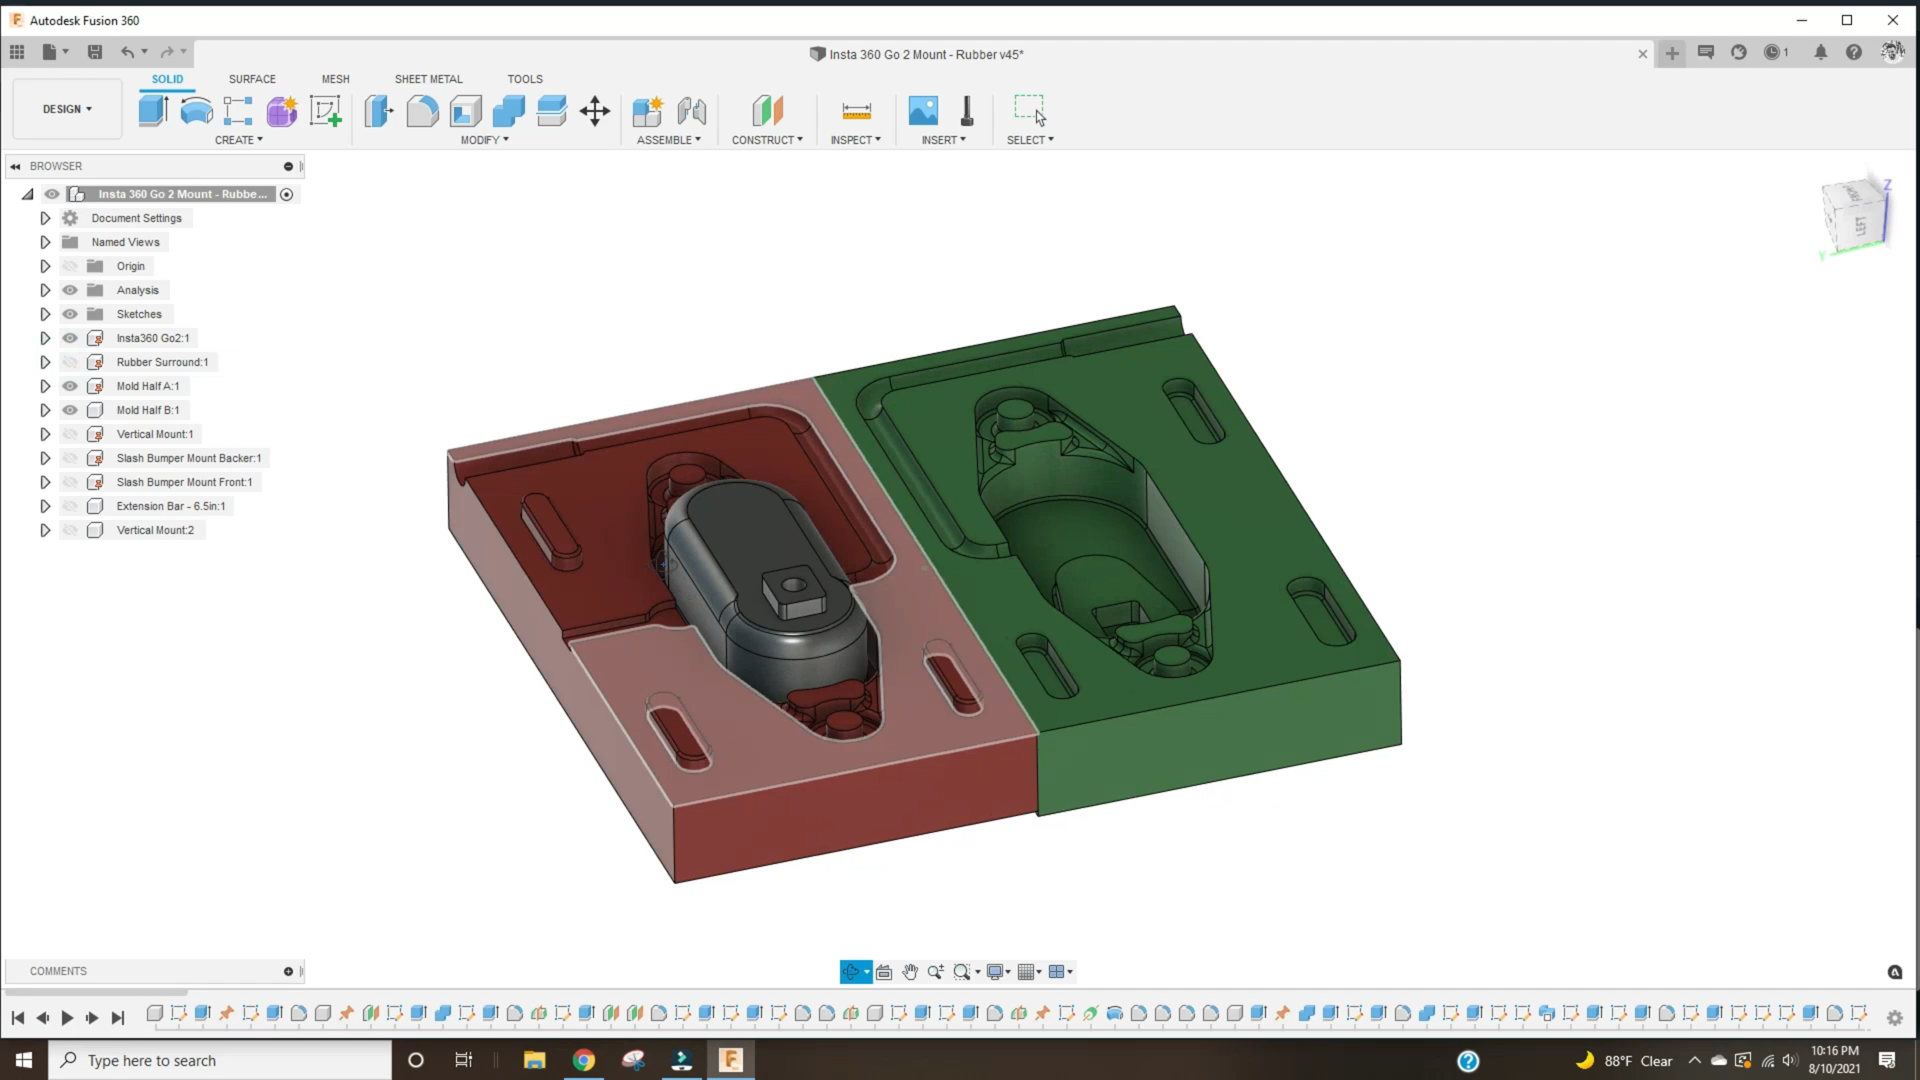 Autodesk Fusion 360
Insta 360 Go 2 Mount - Rubber v45*
1
SOLID
SURFACE
MESH
SHEET METAL
TOOLS
DESIGN
CREATE
MODIFY
ASSEMBLE
CONSTRUCT
INSPECT
INSERT
SELECT
BROWSER
Insta 360 Go 2 Mount - Rubbe...
Document Settings
Named Views
Origin
Analysis
Sketches
Insta360 Go2:1
Rubber Surround:1
Mold Half A:1
Mold Half B:1
Vertical Mount:1
Slash Bumper Mount Backer:1
Slash Bumper Mount Front:1
Extension Bar - 6.5in:1
Vertical Mount:2
Z
LEFT
Y
COMMENTS
Type here to search
88°F Clear
10:16 PM
8/10/2021